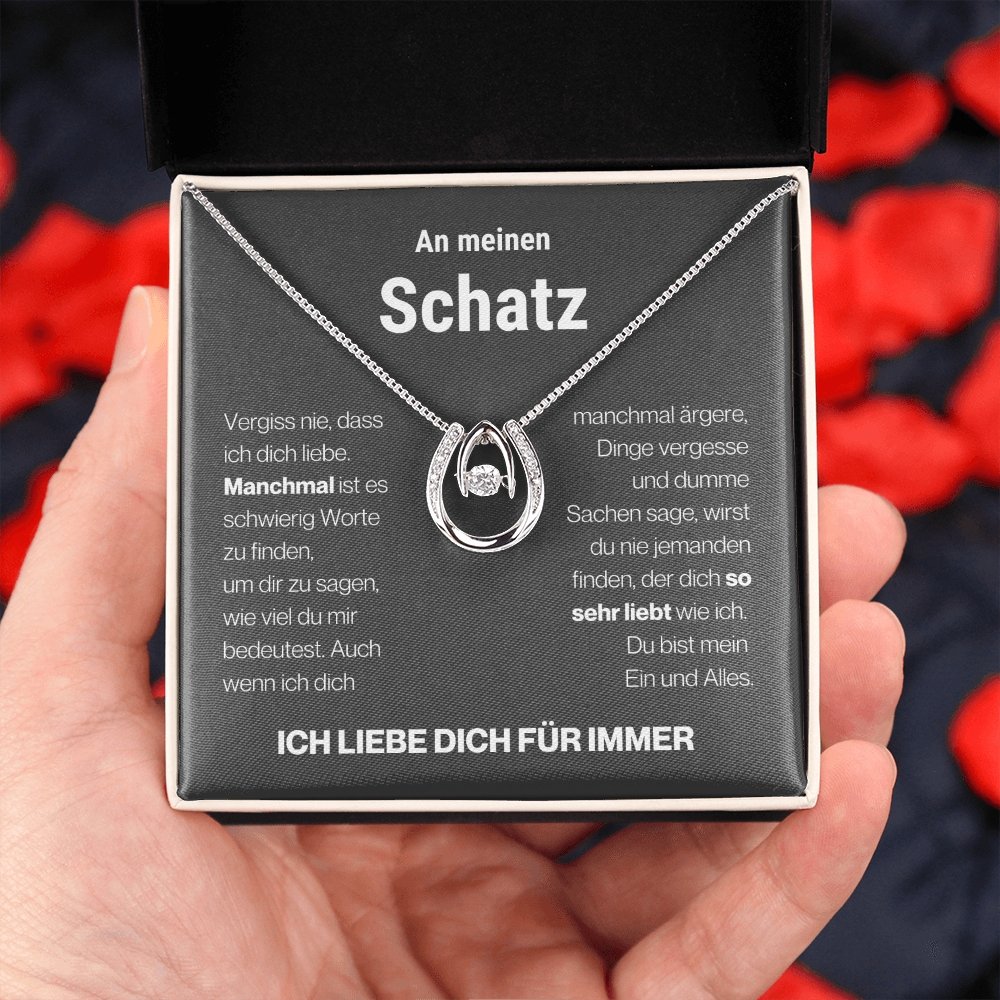 An meinen
Schatz
Vergiss nie, dass
ich dich liebe.
Manchmal ist es
schwierig Worte
zu finden,
um dir zu sagen,
wie viel du mir
bedeutest. Auch
wenn ich dich
manchmal ärgere,
Dinge vergesse
und dumme
Sachen sage, wirst
du nie jemanden
finden, der dich so
sehr liebt wie ich.
Du bist mein
Ein und Alles.
ICH LIEBE DICH FÜR IMMER